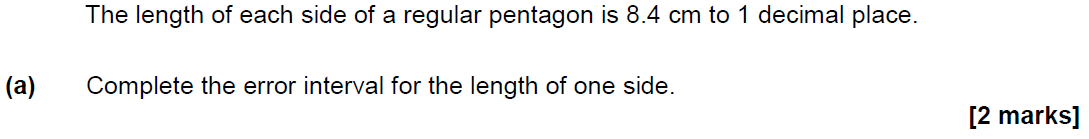 The length of each side of a regular pentagon is 8.4 cm to 1 decimal place.
(a) Complete the error interval for the length of one side.
[2 marks]